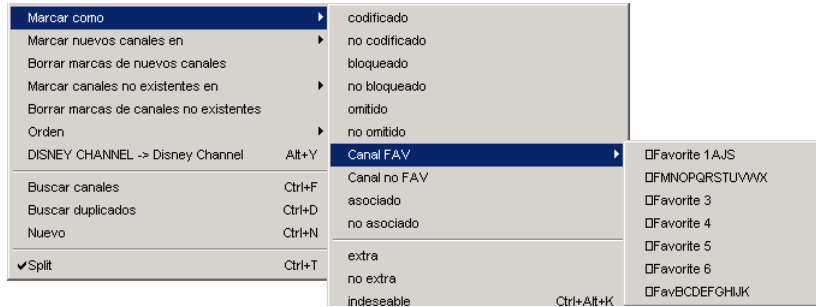 Marcar como
Marcar nuevos canales en
Borrar marcas de nuevos canales
Marcar canales no existentes en
Borrar marcas de canales no existentes
Orden
DISNEY CHANNEL -> Disney Channel Alt+Y
Buscar canales Ctrl+F
Buscar duplicados Ctrl+D
Nuevo Ctrl+N
Split Ctrl+T
codificado
no codificado
bloqueado
no bloqueado
omitido
no omitido
Canal FAV
Canal no FAV
asociado
no asociado
extra
no extra
indeseable Ctrl+Alt+K
Favorite 1AJS
FMNOPQRSTUVWX
Favorite 3
Favorite 4
Favorite 5
Favorite 6
FavBCDEFGHIJK